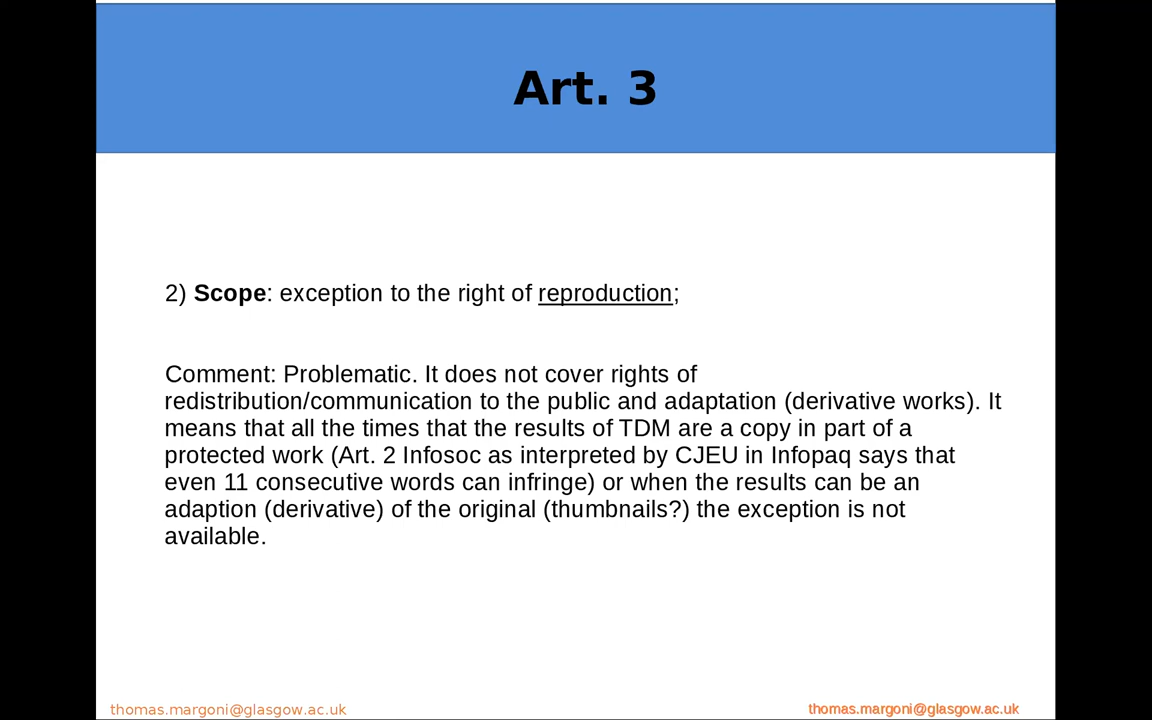 Art. 3
2) Scope: exception to the right of reproduction;
Comment: Problematic. It does not cover rights of
redistribution/communication to the public and adaptation (derivative works). It
means that all the times that the results of TDM are a copy in part of a
protected work (Art. 2 Infosoc as interpreted by CJEU in Infopaq says that
even 11 consecutive words can infringe) or when the results can be an
adaption (derivative) of the original (thumbnails?) the exception is not
available.
thomas.margoni@glasgow.ac.uk
thomas.margoni@glasgow.ac.uk